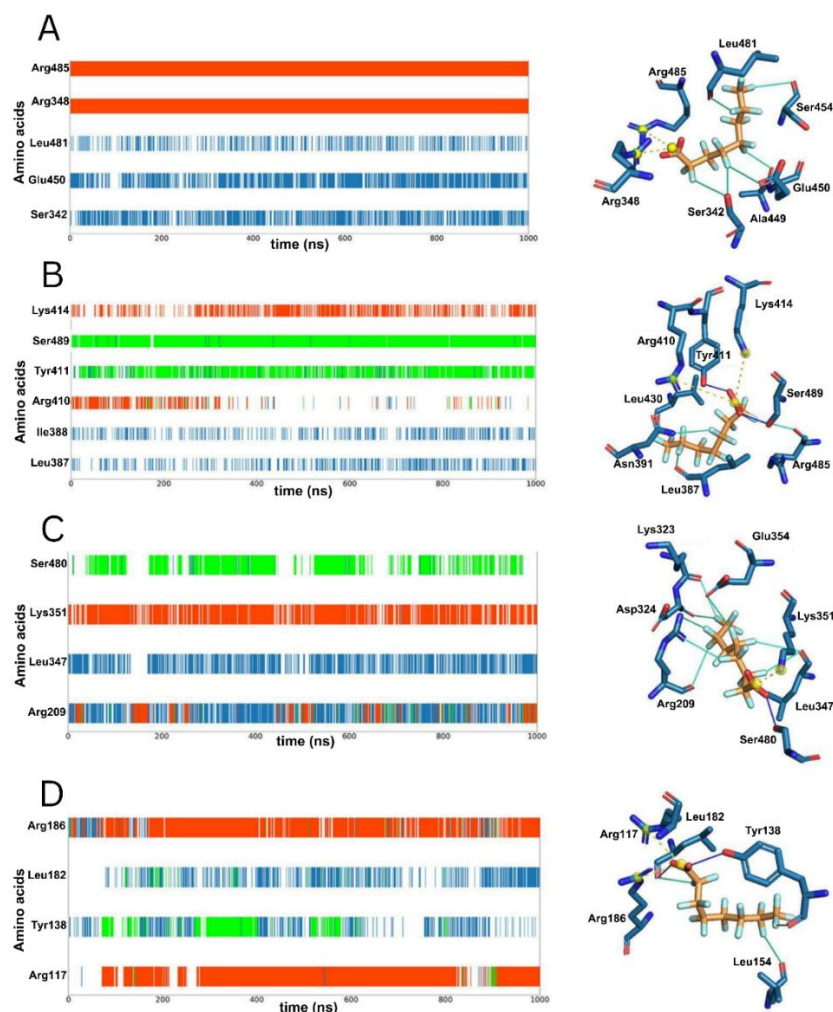 A
Amino acids
Arg485
Arg348
Leu481
Glu450
Ser342
0
200
400
600
800
1000
time (ns)
Leu481
Arg485
Ser454
Arg348
Glu450
Ser342
Ala449
B
Amino acids
Lys414
Ser489
Tyr411
Arg410
Ile388
Leu387
0
200
400
600
800
1000
time (ns)
Lys414
Arg410
Tyr411
Leu430
Ser489
Asn391
Arg485
Leu387
C
Amino acids
Ser480
Lys351
Leu347
Arg209
0
200
400
600
800
1000
time (ns)
Lys323
Glu354
Asp324
Lys351
Arg209
Leu347
Ser480
D
Amino acids
Arg186
Leu182
Tyr138
Arg117
0
200
400
600
800
1000
time (ns)
Leu182
Arg117
Tyr138
Arg186
Leu154